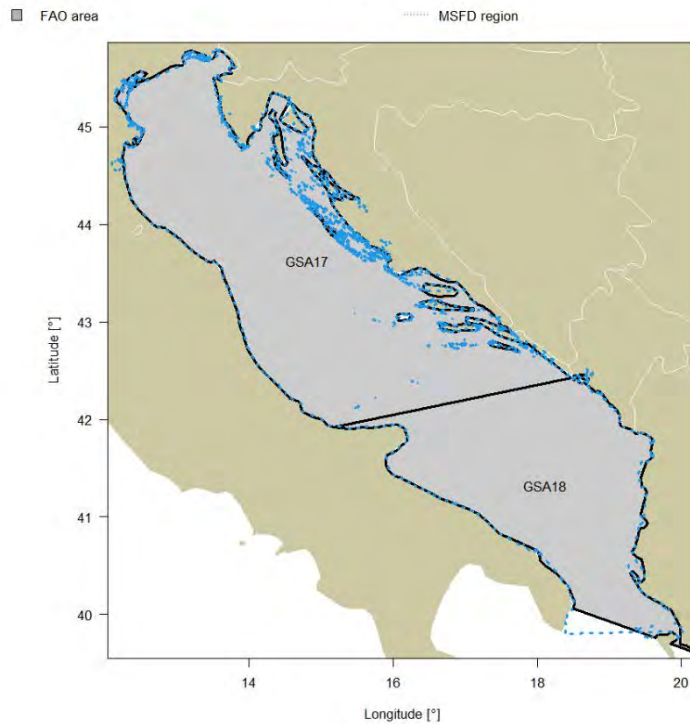 FAO area
MSFD region
45
44
43
42
41
40
Latitude [°]
GSA17
GSA18
14
16
18
20
Longitude [°]